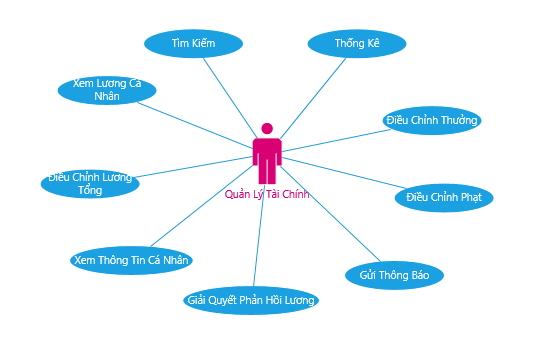 Tìm Kiếm
Thống Kê
Xem Lương Cá
Nhân
Điều Chỉnh Thưởng
Điều Chỉnh Lương
Tổng
Quản Lý Tài Chính
Điều Chỉnh Phạt
Xem Thông Tin Cá Nhân
Gửi Thông Báo
Giải Quyết Phản Hồi Lương